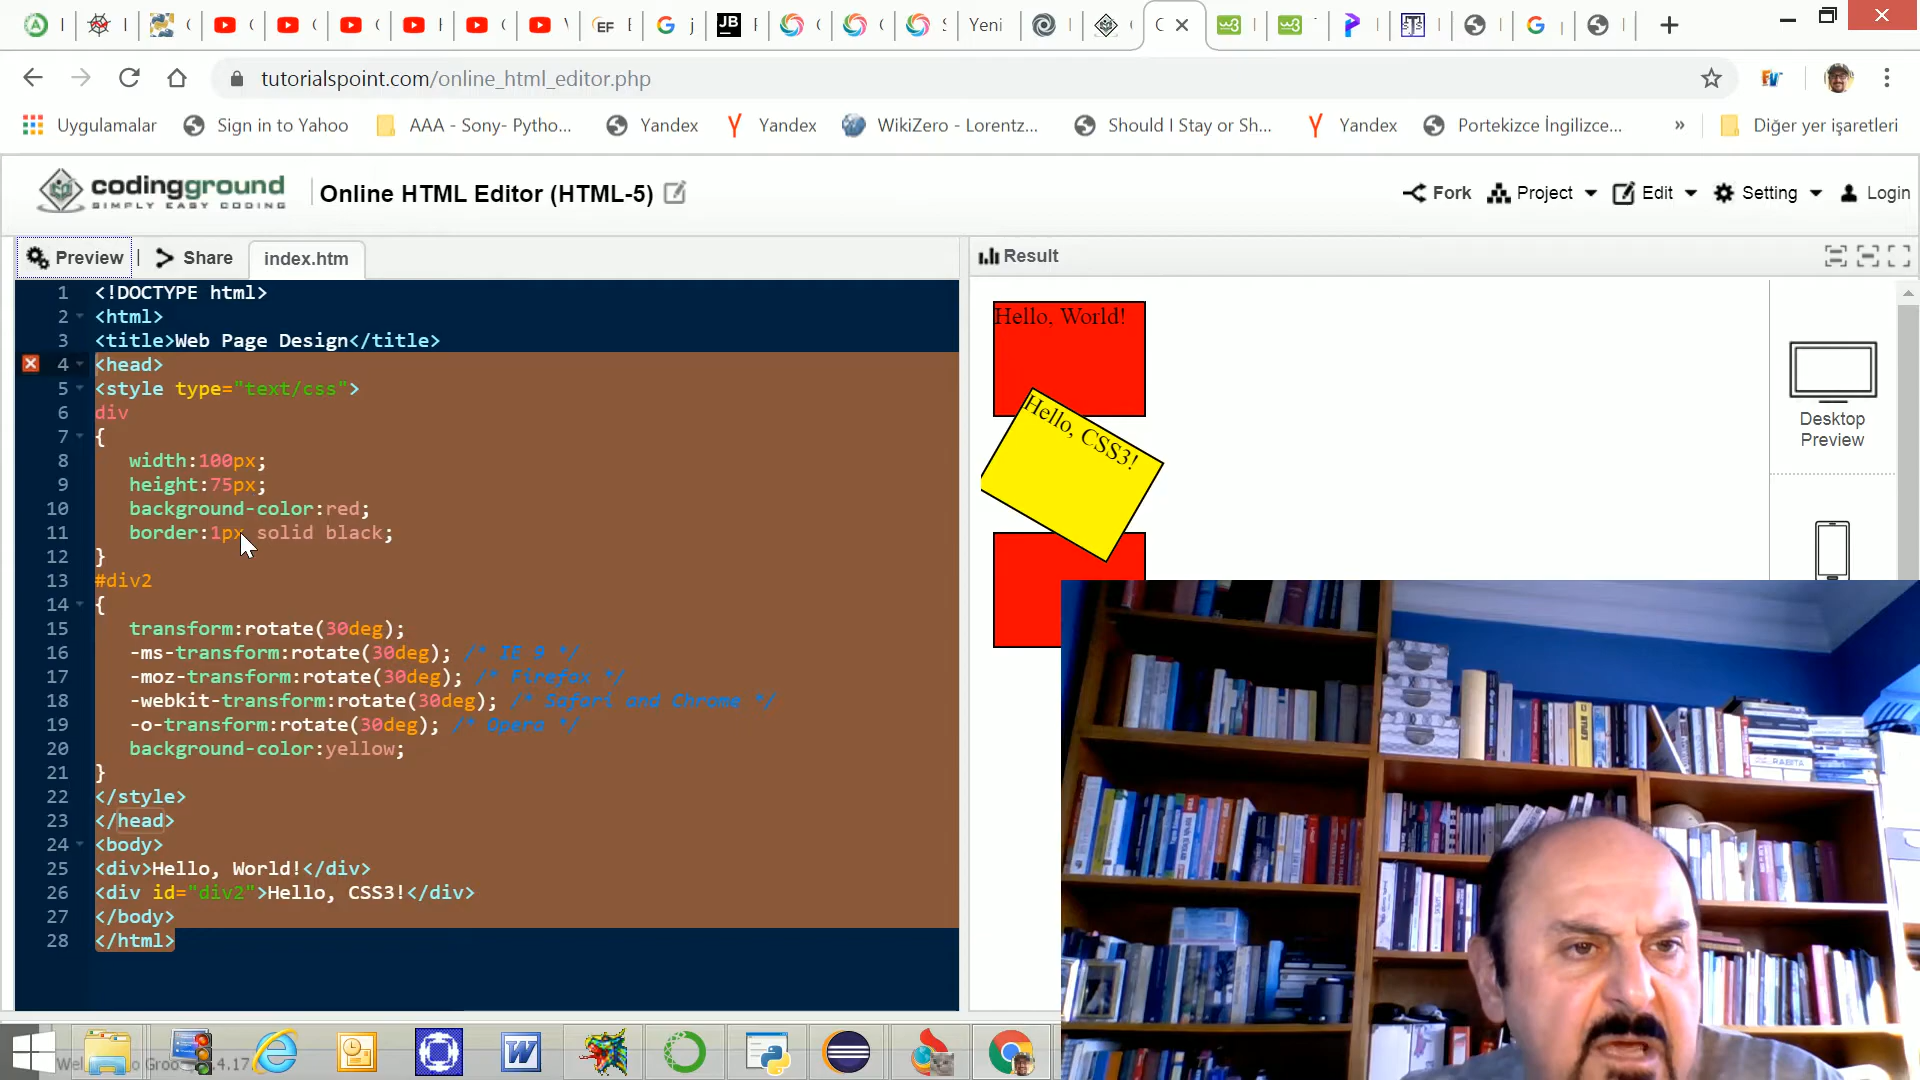 tutorialspoint.com/online_html_editor.php
Uygulamalar
Sign in to Yahoo
AAA - Sony- Pytho...
Yandex
Yandex
WikiZero - Lorentz...
Should I Stay or Sh...
Yandex
Portekizce İngilizce...
»
Diğer yer işaretleri
Yeni
codingground
SIMPLY EASY CODING
Online HTML Editor (HTML-5)
Fork
Project
Edit
Setting
Login
Preview
Share
index.htm
Result
1 <!DOCTYPE html>
2 <html>
3 <title>Web Page Design</title>
4 <head>
5 <style type="text/css">
6 div
7 {
8 width:100px;
9 height:75px;
10 background-color:red;
11 border:1px solid black;
12 }
13 #div2
14 {
15 transform:rotate(30deg);
16 -ms-transform:rotate(30deg); /* IE 9 */
17 -moz-transform:rotate(30deg); /* Firefox */
18 -webkit-transform:rotate(30deg); /* Safari and Chrome */
19 -o-transform:rotate(30deg); /* Opera */
20 background-color:yellow;
21 }
22 </style>
23 </head>
24 <body>
25 <div>Hello, World!</div>
26 <div id="div2">Hello, CSS3!</div>
27 </body>
28 </html>
Hello, World!
Hello, CSS3!
Desktop
Preview